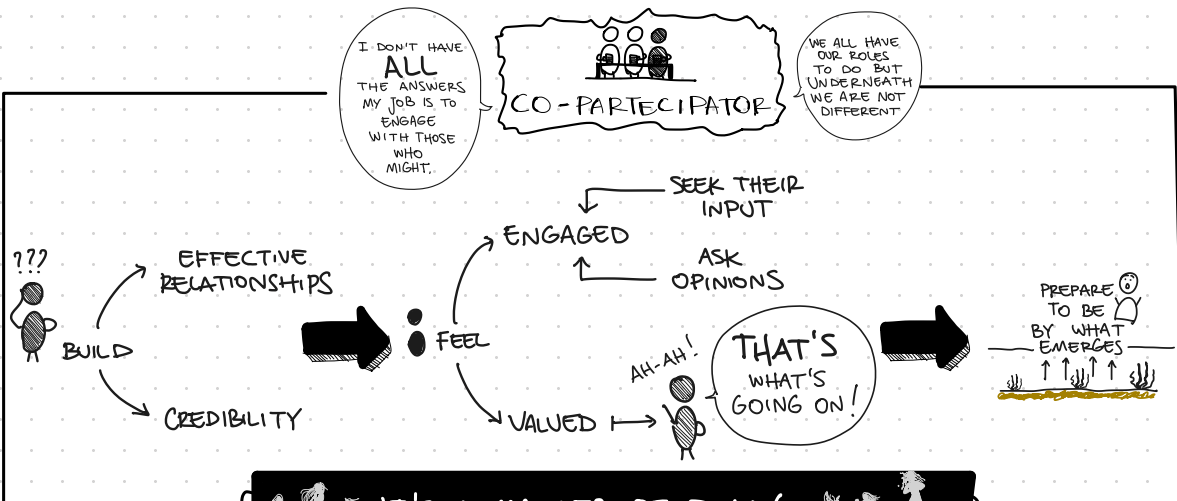 I DON'T HAVE
ALL
THE ANSWERS
MY JOB IS TO
ENGAGE
WITH THOSE
WHO
MIGHT.
CO-PARTECIPATOR
WE ALL HAVE
OUR ROLES
TO DO BUT
UNDERNEATH
WE ARE NOT
DIFFERENT
???
BUILD
EFFECTIVE
RELATIONSHIPS
CREDIBILITY
FEEL
ENGAGED
SEEK THEIR
INPUT
ASK
OPINIONS
VALUED
AH-AH!
THAT'S
WHAT'S
GOING ON!
PREPARE
TO BE
BY WHAT
EMERGES